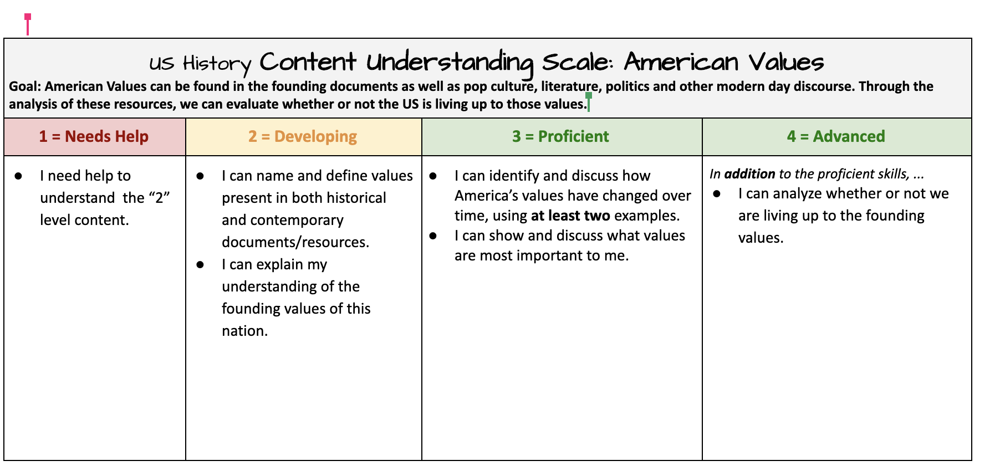 US History Content Understanding Scale: American Values
Goal: American Values can be found in the founding documents as well as pop culture, literature, politics and other modern day discourse. Through the
analysis of these resources, we can evaluate whether or not the US is living up to those values.
1 = Needs Help
2 = Developing
3 = Proficient
4 = Advanced
● I need help to
understand  the “2”
level content.
● I can name and define values
present in both historical
and contemporary
documents/resources.
● I can explain my
understanding of the
founding values of this
nation.
● I can identify and discuss how
America’s values have changed over
time, using at least two examples.
● I can show and discuss what values
are most important to me.
In addition to the proficient skills, ...
● I can analyze whether or not we
are living up to the founding
values.